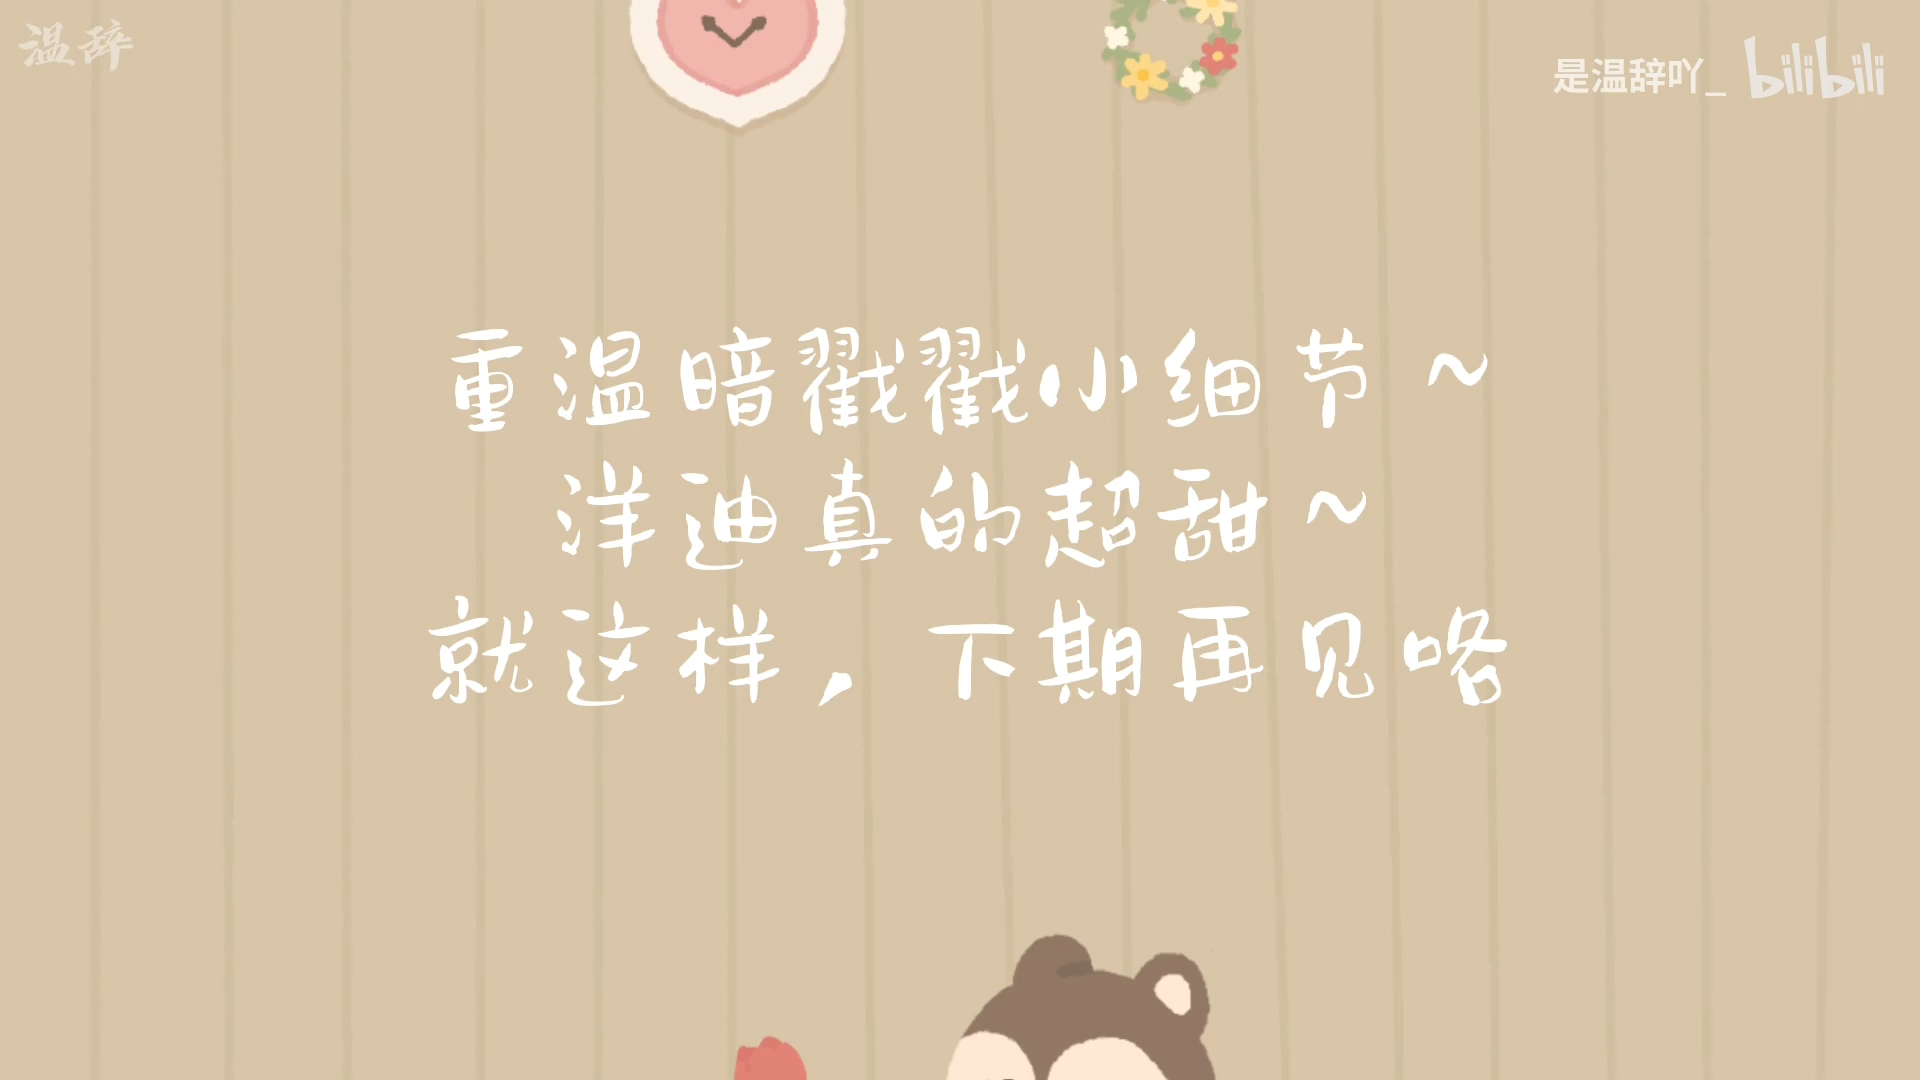 温辞
是温辞吖_ bilibili
重温暗戳戳小细节~
洋迪真的超甜~
就这样，下期再见咯